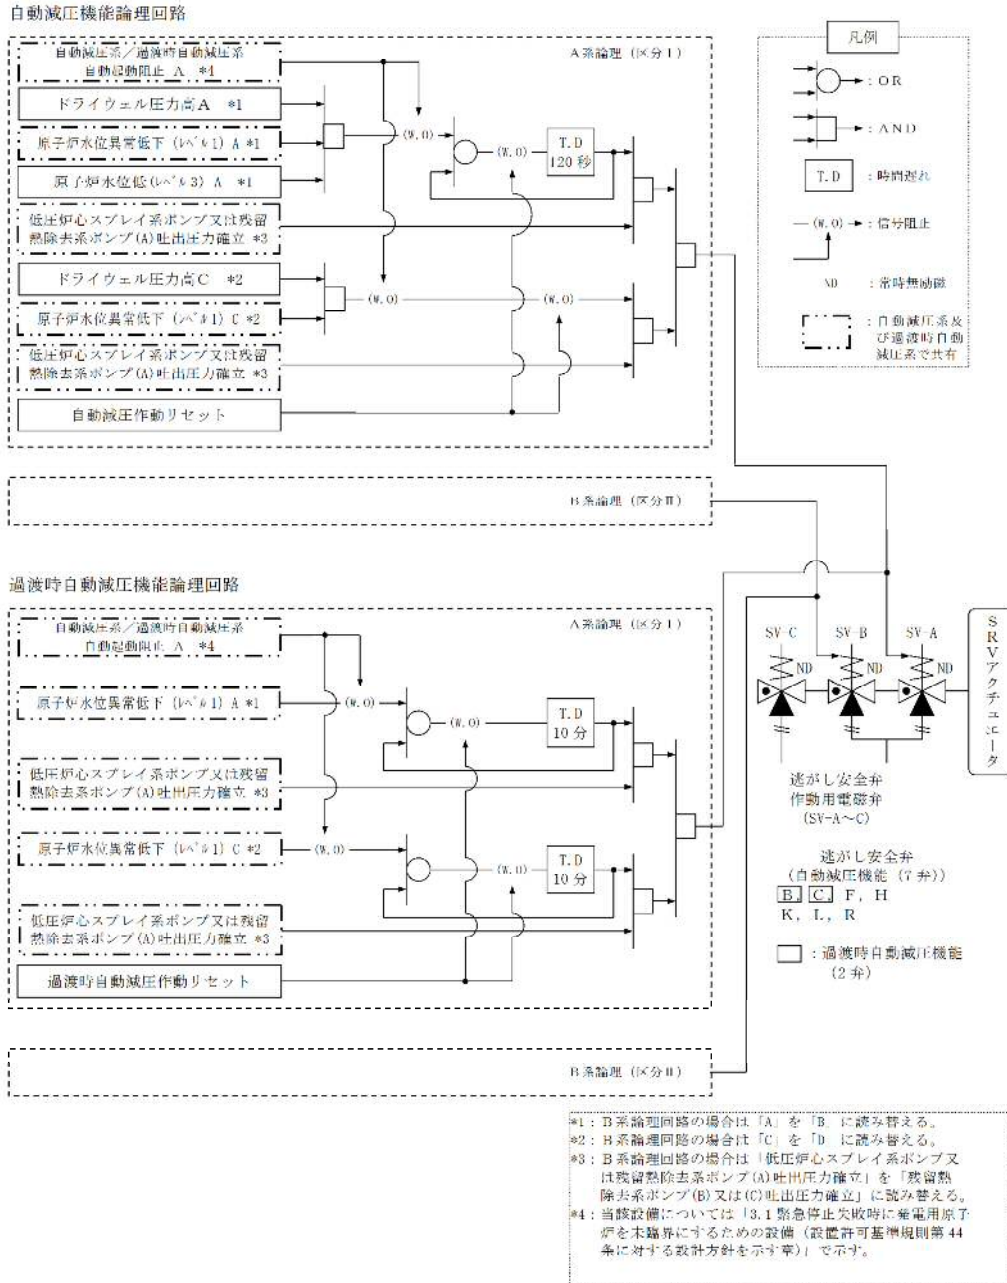 自動減圧機能論理回路
A系論理（区分Ⅰ）
自動減圧系／過渡時自動減圧系
自動起動阻止 A *4
ドライウェル圧力高A *1
原子炉水位異常低下（ﾚﾍﾞﾙ1）A *1
原子炉水位低（ﾚﾍﾞﾙ3）A *1
低圧炉心スプレイ系ポンプ又は残留
熱除去系ポンプ(A)吐出圧力確立 *3
ドライウェル圧力高C *2
原子炉水位異常低下（ﾚﾍﾞﾙ1）C *2
低圧炉心スプレイ系ポンプ又は残留
熱除去系ポンプ(A)吐出圧力確立 *3
自動減圧作動リセット
(W.O)
(W.O)
T.D
120秒
(W.O)
(W.O)
凡例
：OR
：AND
T.D ：時間遅れ
(W.O) ：信号阻止
ND ：常時無励磁
：自動減圧系及
び過渡時自動
減圧系で共有
B系論理（区分Ⅱ）
過渡時自動減圧機能論理回路
A系論理（区分Ⅰ）
自動減圧系／過渡時自動減圧系
自動起動阻止 A *4
原子炉水位異常低下（ﾚﾍﾞﾙ1）A *1
低圧炉心スプレイ系ポンプ又は残留
熱除去系ポンプ(A)吐出圧力確立 *3
原子炉水位異常低下（ﾚﾍﾞﾙ1）C *2
低圧炉心スプレイ系ポンプ又は残留
熱除去系ポンプ(A)吐出圧力確立 *3
過渡時自動減圧作動リセット
(W.O)
(W.O)
T.D
10分
(W.O)
(W.O)
T.D
10分
SV-C SV-B SV-A
ND ND ND
SRVアクチュエータ
逃がし安全弁
作動用電磁弁
(SV-A～C)
逃がし安全弁
（自動減圧機能（7弁））
B, C, F, H
K, L, R
：過渡時自動減圧機能
（2弁）
B系論理（区分Ⅱ）
*1：B系論理回路の場合は「A」を「B」に読み替える。
*2：B系論理回路の場合は「C」を「D」に読み替える。
*3：B系論理回路の場合は「低圧炉心スプレイ系ポンプ又
は残留熱除去系ポンプ(A)吐出圧力確立」を「残留熱
除去系ポンプ(B)又は(C)吐出圧力確立」に読み替える。
*4：当該設備については「3.1 緊急停止失敗時に発電用原子
炉を未臨界にするための設備（設置許可基準規則第44
条に対する設計方針を示す章）」で示す。